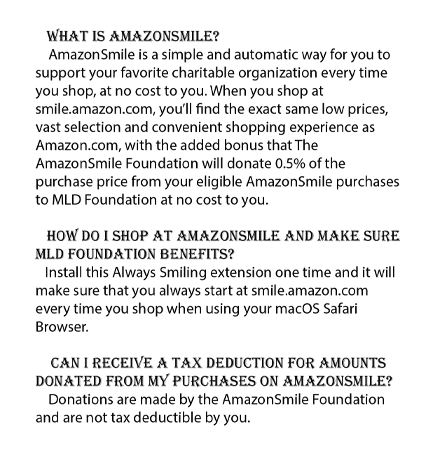 WHAT IS AMAZONSMILE?
AmazonSmile is a simple and automatic way for you to
support your favorite charitable organization every time
you shop, at no cost to you. When you shop at
smile.amazon.com, you'll find the exact same low prices,
vast selection and convenient shopping experience as
Amazon.com, with the added bonus that The
AmazonSmile Foundation will donate 0.5% of the
purchase price from your eligible AmazonSmile purchases
to MLD Foundation at no cost to you.
HOW DO I SHOP AT AMAZONSMILE AND MAKE SURE
MLD FOUNDATION BENEFITS?
Install this Always Smiling extension one time and it will
make sure that you always start at smile.amazon.com
every time you shop when using your macOS Safari
Browser.
CAN I RECEIVE A TAX DEDUCTION FOR AMOUNTS
DONATED FROM MY PURCHASES ON AMAZONSMILE?
Donations are made by the AmazonSmile Foundation
and are not tax deductible by you.